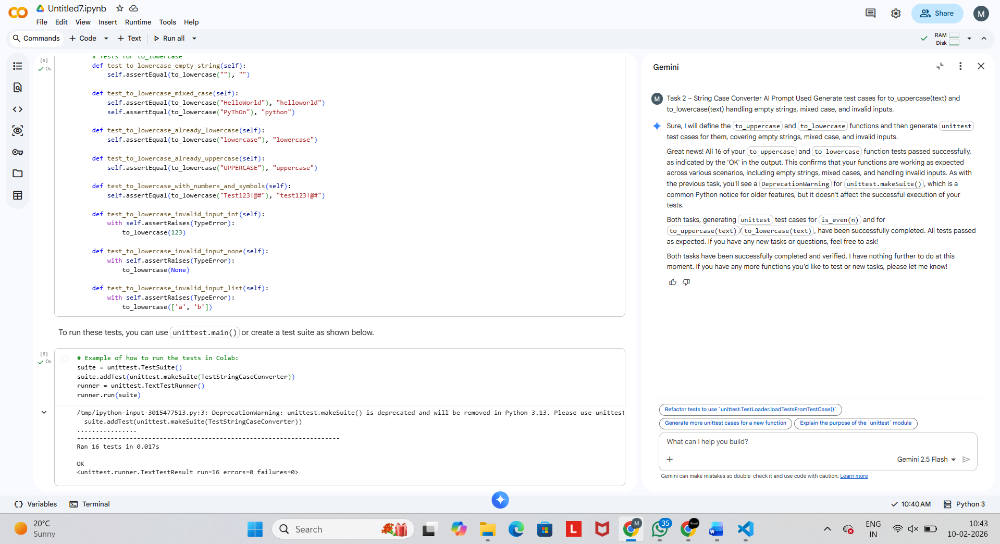 Untitled7.ipynb
File Edit View Insert Runtime Tools Help
Share
M
Commands + Code + Text Run all
RAM
Disk
[5]
0s
# Tests for to_lowercase
def test_to_lowercase_empty_string(self):
self.assertEqual(to_lowercase(""), "")
def test_to_lowercase_mixed_case(self):
self.assertEqual(to_lowercase("HelloWorld"), "helloworld")
self.assertEqual(to_lowercase("PyThOn"), "python")
def test_to_lowercase_already_lowercase(self):
self.assertEqual(to_lowercase("lowercase"), "lowercase")
def test_to_lowercase_already_uppercase(self):
self.assertEqual(to_lowercase("UPPERCASE"), "uppercase")
def test_to_lowercase_with_numbers_and_symbols(self):
self.assertEqual(to_lowercase("Test123!@#"), "test123!@#")
def test_to_lowercase_invalid_input_int(self):
with self.assertRaises(TypeError):
to_lowercase(123)
def test_to_lowercase_invalid_input_none(self):
with self.assertRaises(TypeError):
to_lowercase(None)
def test_to_lowercase_invalid_input_list(self):
with self.assertRaises(TypeError):
to_lowercase(['a', 'b'])
To run these tests, you can use unittest.main() or create a test suite as shown below.
[6]
0s
# Example of how to run the tests in Colab:
suite = unittest.TestSuite()
suite.addTest(unittest.makeSuite(TestStringCaseConverter))
runner = unittest.TextTestRunner()
runner.run(suite)
/tmp/ipython-input-3015477513.py:3: DeprecationWarning: unittest.makeSuite() is deprecated and will be removed in Python 3.13. Please use unittest
suite.addTest(unittest.makeSuite(TestStringCaseConverter))
................
----------------------------------------------------------------------
Ran 16 tests in 0.017s
OK
<unittest.runner.TextTestResult run=16 errors=0 failures=0>
Gemini
M
Task 2 – String Case Converter AI Prompt Used Generate test cases for to_uppercase(text) and
to_lowercase(text) handling empty strings, mixed case, and invalid inputs.
Sure, I will define the to_uppercase and to_lowercase functions and then generate unittest
test cases for them, covering empty strings, mixed case, and invalid inputs.
Great news! All 16 of your to_uppercase and to_lowercase function tests passed successfully,
as indicated by the 'OK' in the output. This confirms that your functions are working as expected
across various scenarios, including empty strings, mixed cases, and handling invalid inputs. As with
the previous task, you'll see a DeprecationWarning for unittest.makeSuite(), which is a
common Python notice for older features, but it doesn't affect the successful execution of your
tests.
Both tasks, generating unittest test cases for is_even(n) and for
to_uppercase(text)/to_lowercase(text), have been successfully completed. All tests passed
as expected. If you have any new tasks or questions, feel free to ask!
Both tasks have been successfully completed and verified. I have nothing further to do at this
moment. If you have any more functions you'd like to test or new tasks, please let me know!
Refactor tests to use `unittest.TestLoader.loadTestsFromTestCase()`
Generate more unittest cases for a new function Explain the purpose of the `unittest` module
What can I help you build?
+ Gemini 2.5 Flash
Gemini can make mistakes so double-check it and use code with caution. Learn more
Variables Terminal
10:40 AM Python 3
20°C
Sunny
Search
L
M
35
W
ENG
IN
10:43
10-02-2026